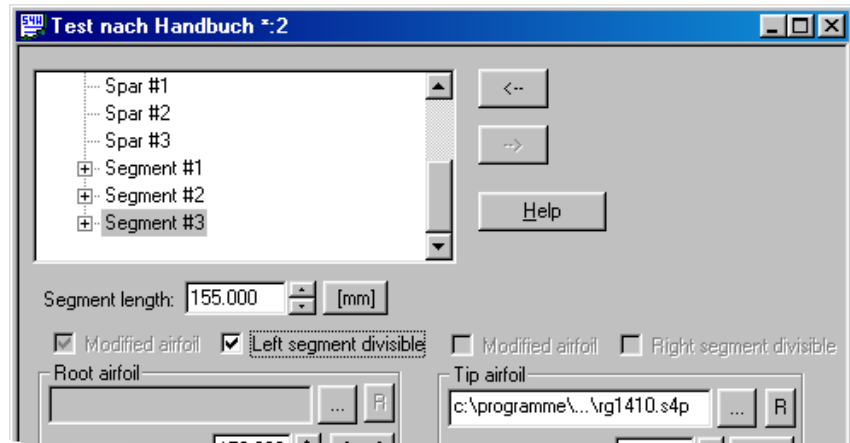 Test nach Handbuch *:2
Spar #1
<--
Spar #2
Spar #3
-->
Segment #1
Segment #2
Help
Segment #3
Segment length: 155.000 [mm]
Modified airfoil Left segment divisible Modified airfoil Right segment divisible
Root airfoil Tip airfoil
... R c:\programme\...\rg1410.s4p ... R